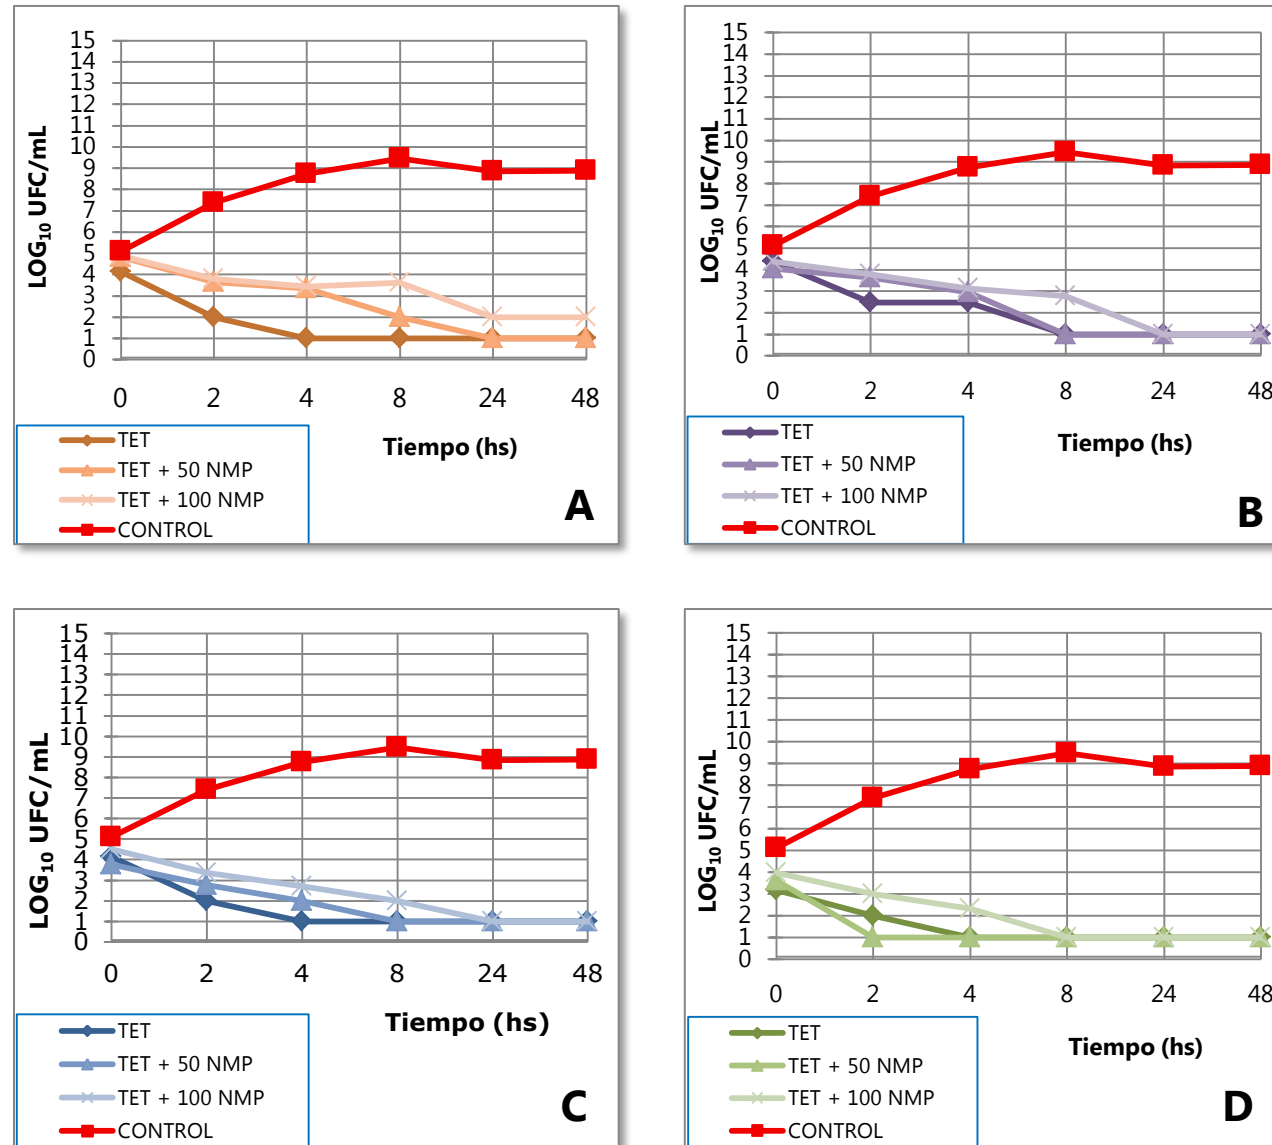 15
14
13
12
11
10
9
8
7
6
5
4
3
2
1
0
LOG₁₀ UFC/mL
0 2 4 8 24 48
Tiempo (hs)
TET
TET + 50 NMP
TET + 100 NMP
CONTROL
A
15
14
13
12
11
10
9
8
7
6
5
4
3
2
1
0
LOG₁₀ UFC/mL
0 2 4 8 24 48
Tiempo (hs)
TET
TET + 50 NMP
TET + 100 NMP
CONTROL
B
15
14
13
12
11
10
9
8
7
6
5
4
3
2
1
0
LOG₁₀ UFC/mL
0 2 4 8 24 48
Tiempo (hs)
TET
TET + 50 NMP
TET + 100 NMP
CONTROL
C
15
14
13
12
11
10
9
8
7
6
5
4
3
2
1
0
LOG₁₀ UFC/mL
0 2 4 8 24 48
Tiempo (hs)
TET
TET + 50 NMP
TET + 100 NMP
CONTROL
D